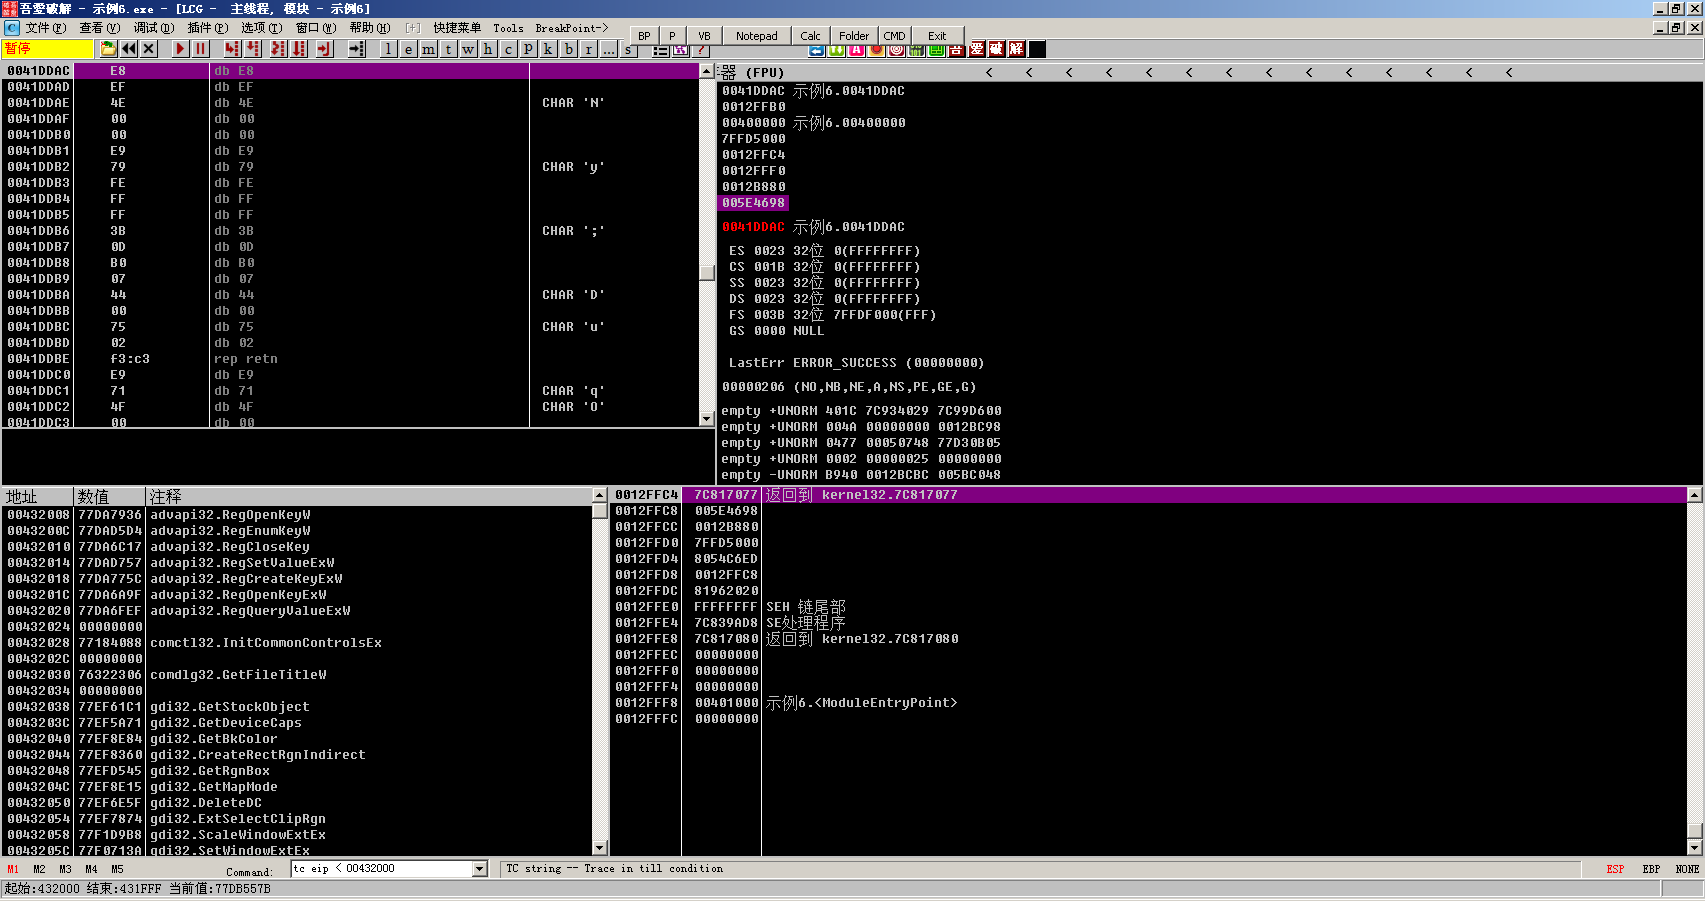 吾愛破解 - 示例6.exe - [LCG -  主线程, 模块 - 示例6]
文件(F) 查看(V) 调试(D) 插件(P) 选项(T) 窗口(W) 帮助(H) [+] 快捷菜单 Tools BreakPoint->
BP P VB Notepad Calc Folder CMD Exit
暂停 l e m t w h c p k b r ... s
0041DDAC E8 db E8
0041DDAD EF db EF
0041DDAE 4E db 4E CHAR 'N'
0041DDAF 00 db 00
0041DDB0 00 db 00
0041DDB1 E9 db E9
0041DDB2 79 db 79 CHAR 'y'
0041DDB3 FE db FE
0041DDB4 FF db FF
0041DDB5 FF db FF
0041DDB6 3B db 3B CHAR ';'
0041DDB7 0D db 0D
0041DDB8 B0 db B0
0041DDB9 07 db 07
0041DDBA 44 db 44 CHAR 'D'
0041DDBB 00 db 00
0041DDBC 75 db 75 CHAR 'u'
0041DDBD 02 db 02
0041DDBE f3:c3 rep retn
0041DDC0 E9 db E9
0041DDC1 71 db 71 CHAR 'q'
0041DDC2 4F db 4F CHAR 'O'
0041DDC3 00 db 00
器 (FPU) < < < < < < < < < < < < < <
0041DDAC 示例6.0041DDAC
0012FFB0
00400000 示例6.00400000
7FFD5000
0012FFC4
0012FFF0
0012B880
005E4698
0041DDAC 示例6.0041DDAC
ES 0023 32位 0(FFFFFFFF)
CS 001B 32位 0(FFFFFFFF)
SS 0023 32位 0(FFFFFFFF)
DS 0023 32位 0(FFFFFFFF)
FS 003B 32位 7FFDF000(FFF)
GS 0000 NULL
LastErr ERROR_SUCCESS (00000000)
00000206 (NO,NB,NE,A,NS,PE,GE,G)
empty +UNORM 401C 7C934029 7C99D600
empty +UNORM 004A 00000000 0012BC98
empty +UNORM 0477 00050748 77D30B05
empty +UNORM 0002 00000025 00000000
empty -UNORM B940 0012BCBC 005BC048
地址 数值 注释
00432008 77DA7936 advapi32.RegOpenKeyW
0043200C 77DAD5D4 advapi32.RegEnumKeyW
00432010 77DA6C17 advapi32.RegCloseKey
00432014 77DAD757 advapi32.RegSetValueExW
00432018 77DA775C advapi32.RegCreateKeyExW
0043201C 77DA6A9F advapi32.RegOpenKeyExW
00432020 77DA6FEF advapi32.RegQueryValueExW
00432024 00000000
00432028 77184088 comctl32.InitCommonControlsEx
0043202C 00000000
00432030 76322306 comdlg32.GetFileTitleW
00432034 00000000
00432038 77EF61C1 gdi32.GetStockObject
0043203C 77EF5A71 gdi32.GetDeviceCaps
00432040 77EF8E84 gdi32.GetBkColor
00432044 77EF8360 gdi32.CreateRectRgnIndirect
00432048 77EFD545 gdi32.GetRgnBox
0043204C 77EF8E15 gdi32.GetMapMode
00432050 77EF6E5F gdi32.DeleteDC
00432054 77EF7874 gdi32.ExtSelectClipRgn
00432058 77F1D9B8 gdi32.ScaleWindowExtEx
0043205C 77F0713A gdi32.SetWindowExtEx
0012FFC4 7C817077 返回到 kernel32.7C817077
0012FFC8 005E4698
0012FFCC 0012B880
0012FFD0 7FFD5000
0012FFD4 8054C6ED
0012FFD8 0012FFC8
0012FFDC 81962020
0012FFE0 FFFFFFFF SEH 链尾部
0012FFE4 7C839AD8 SE处理程序
0012FFE8 7C817080 返回到 kernel32.7C817080
0012FFEC 00000000
0012FFF0 00000000
0012FFF4 00000000
0012FFF8 00401000 示例6.<ModuleEntryPoint>
0012FFFC 00000000
M1 M2 M3 M4 M5 Command: tc eip < 00432000 TC string -- Trace in till condition ESP EBP NONE
起始:432000 结束:431FFF 当前值:77DB557B